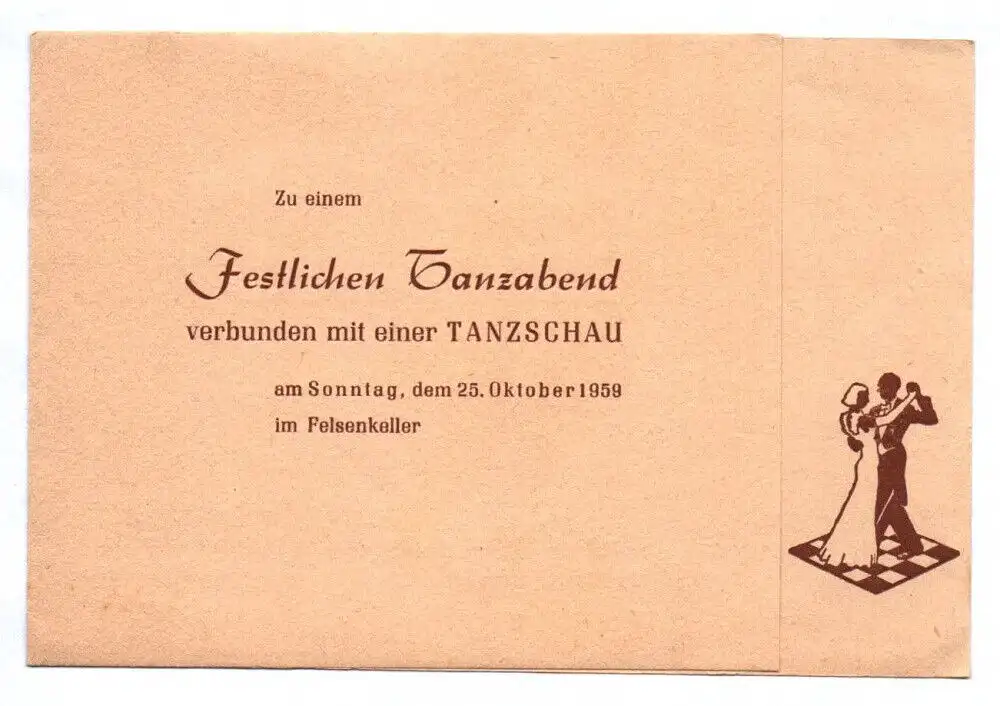 Zu einem
Festlichen Tanzabend
verbunden mit einer TANZSCHAU
am Sonntag, dem 25. Oktober 1959
im Felsenkeller